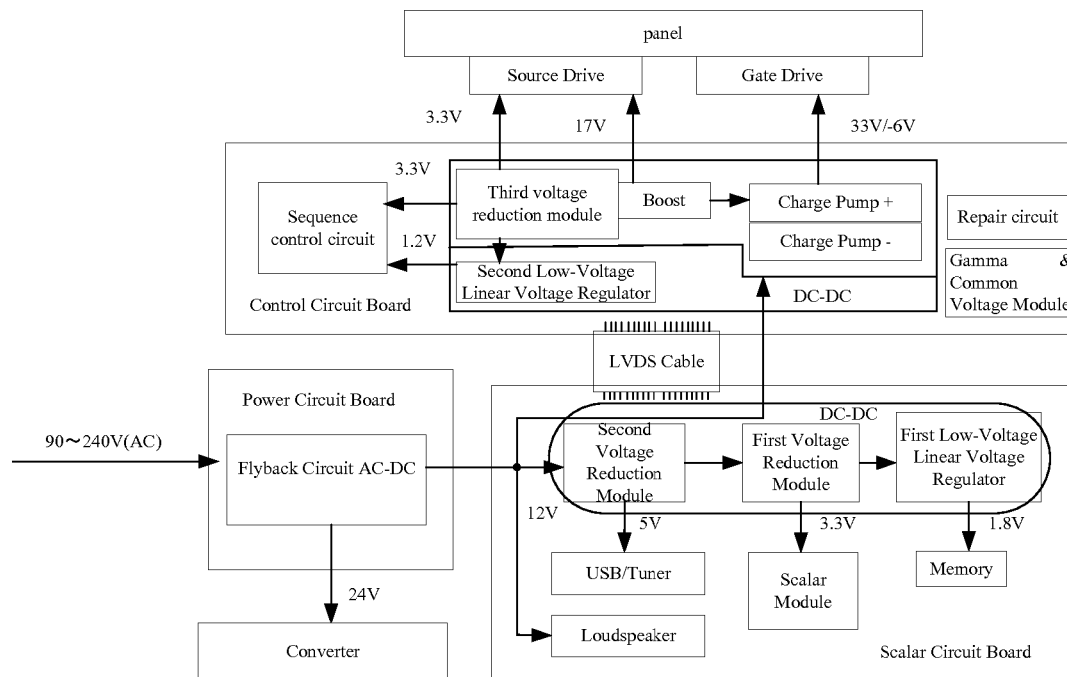 panel
Source Drive
Gate Drive
3.3V
17V
33V/-6V
3.3V
Third voltage
reduction module
Boost
Charge Pump +
Charge Pump -
Sequence
control circuit
1.2V
Second Low-Voltage
Linear Voltage Regulator
DC-DC
Control Circuit Board
Repair circuit
Gamma &
Common
Voltage Module
LVDS Cable
Power Circuit Board
90～240V(AC)
Flyback Circuit AC-DC
24V
Converter
12V
DC-DC
Second
Voltage
Reduction
Module
First Voltage
Reduction
Module
First Low-Voltage
Linear Voltage
Regulator
5V
3.3V
1.8V
USB/Tuner
Scalar
Module
Memory
Loudspeaker
Scalar Circuit Board